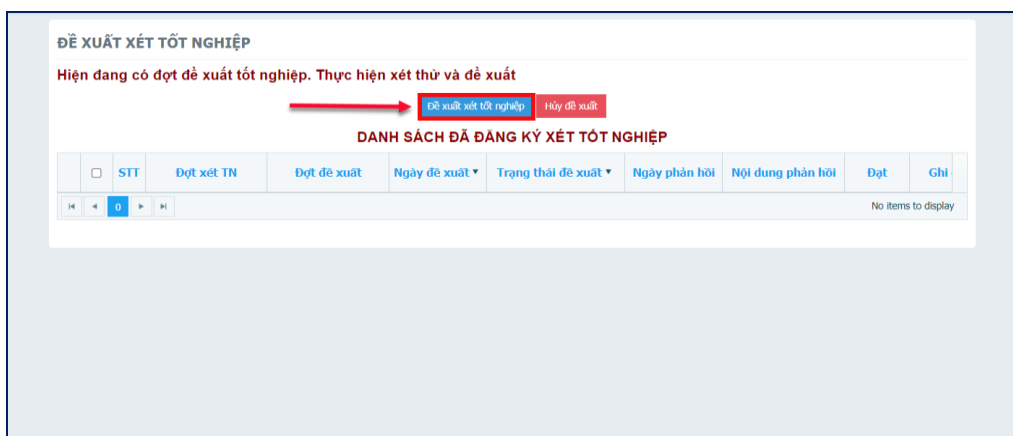 ĐỀ XUẤT XÉT TỐT NGHIỆP
Hiện đang có đợt đề xuất tốt nghiệp. Thực hiện xét thử và đề xuất
Đề xuất xét tốt nghiệp Hủy đề xuất
DANH SÁCH ĐÃ ĐĂNG KÝ XÉT TỐT NGHIỆP
STT Đợt xét TN Đợt đề xuất Ngày đề xuất Trạng thái đề xuất Ngày phản hồi Nội dung phản hồi Đạt Ghi
0 No items to display